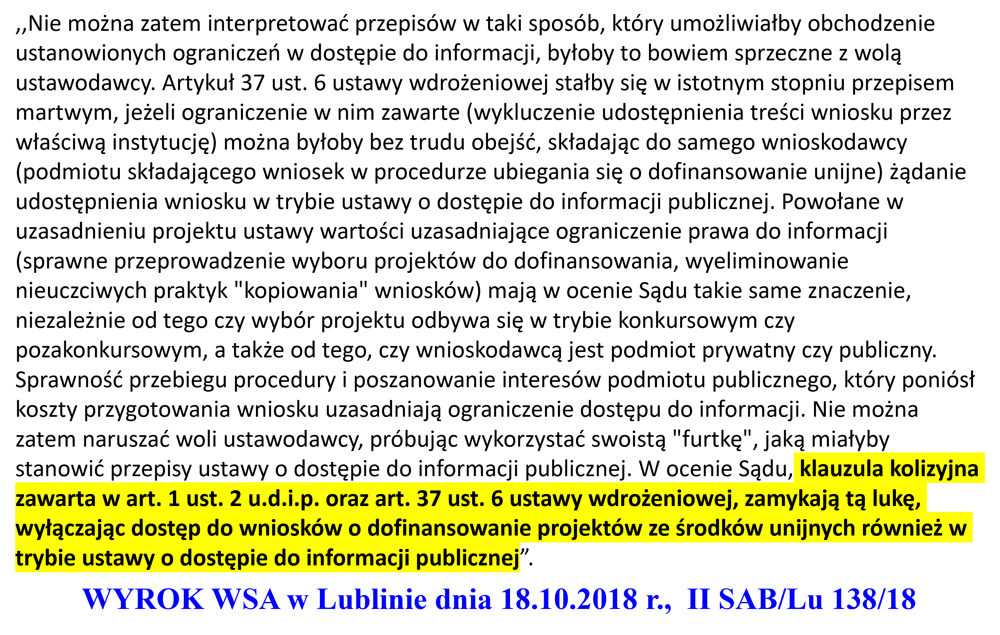 ,,Nie można zatem interpretować przepisów w taki sposób, który umożliwiałby obchodzenie
ustanowionych ograniczeń w dostępie do informacji, byłoby to bowiem sprzeczne z wolą
ustawodawcy. Artykuł 37 ust. 6 ustawy wdrożeniowej stałby się w istotnym stopniu przepisem
martwym, jeżeli ograniczenie w nim zawarte (wykluczenie udostępnienia treści wniosku przez
właściwą instytucję) można byłoby bez trudu obejść, składając do samego wnioskodawcy
(podmiotu składającego wniosek w procedurze ubiegania się o dofinansowanie unijne) żądanie
udostępnienia wniosku w trybie ustawy o dostępie do informacji publicznej. Powołane w
uzasadnieniu projektu ustawy wartości uzasadniające ograniczenie prawa do informacji
(sprawne przeprowadzenie wyboru projektów do dofinansowania, wyeliminowanie
nieuczciwych praktyk "kopiowania" wniosków) mają w ocenie Sądu takie same znaczenie,
niezależnie od tego czy wybór projektu odbywa się w trybie konkursowym czy
pozakonkursowym, a także od tego, czy wnioskodawcą jest podmiot prywatny czy publiczny.
Sprawność przebiegu procedury i poszanowanie interesów podmiotu publicznego, który poniósł
koszty przygotowania wniosku uzasadniają ograniczenie dostępu do informacji. Nie można
zatem naruszać woli ustawodawcy, próbując wykorzystać swoistą "furtkę", jaką miałyby
stanowić przepisy ustawy o dostępie do informacji publicznej. W ocenie Sądu, klauzula kolizyjna
zawarta w art. 1 ust. 2 u.d.i.p. oraz art. 37 ust. 6 ustawy wdrożeniowej, zamykają tą lukę,
wyłączając dostęp do wniosków o dofinansowanie projektów ze środków unijnych również w
trybie ustawy o dostępie do informacji publicznej”.
WYROK WSA w Lublinie dnia 18.10.2018 r., II SAB/Lu 138/18